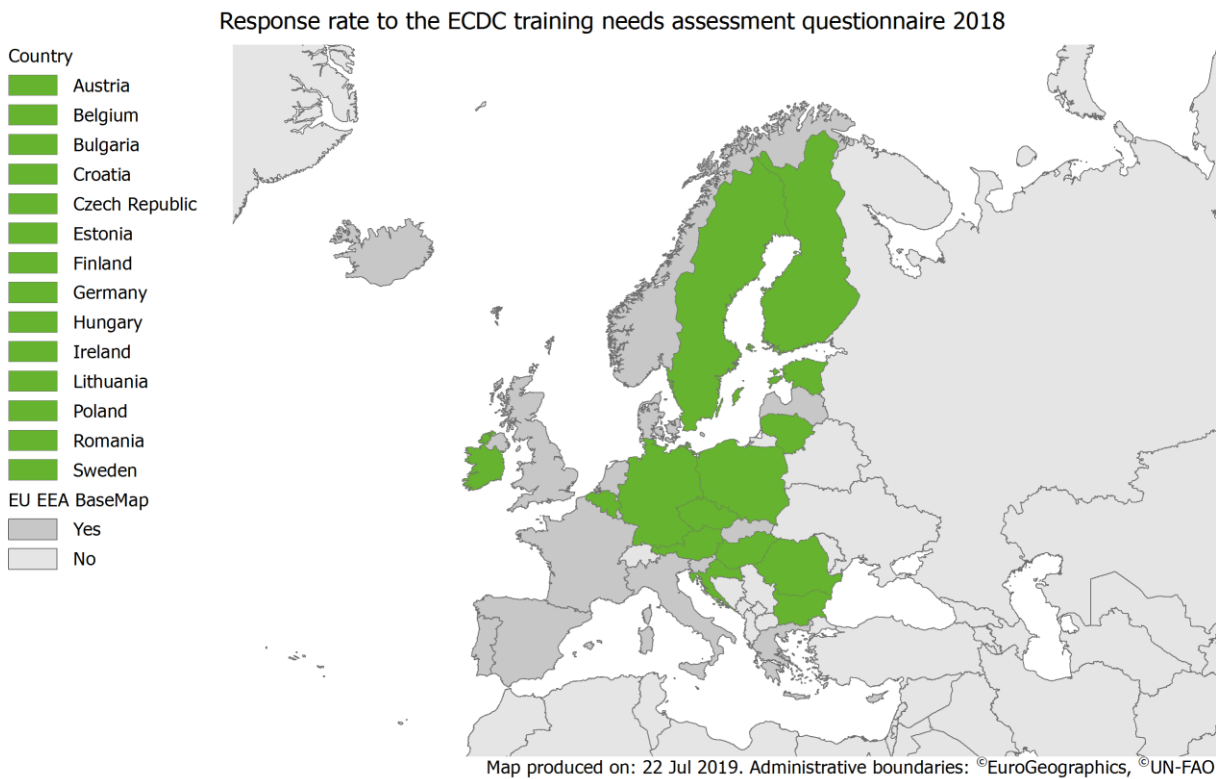 Response rate to the ECDC training needs assessment questionnaire 2018
Country
Austria
Belgium
Bulgaria
Croatia
Czech Republic
Estonia
Finland
Germany
Hungary
Ireland
Lithuania
Poland
Romania
Sweden
EU EEA BaseMap
Yes
No
Map produced on: 22 Jul 2019. Administrative boundaries: ©EuroGeographics, ©UN-FAO